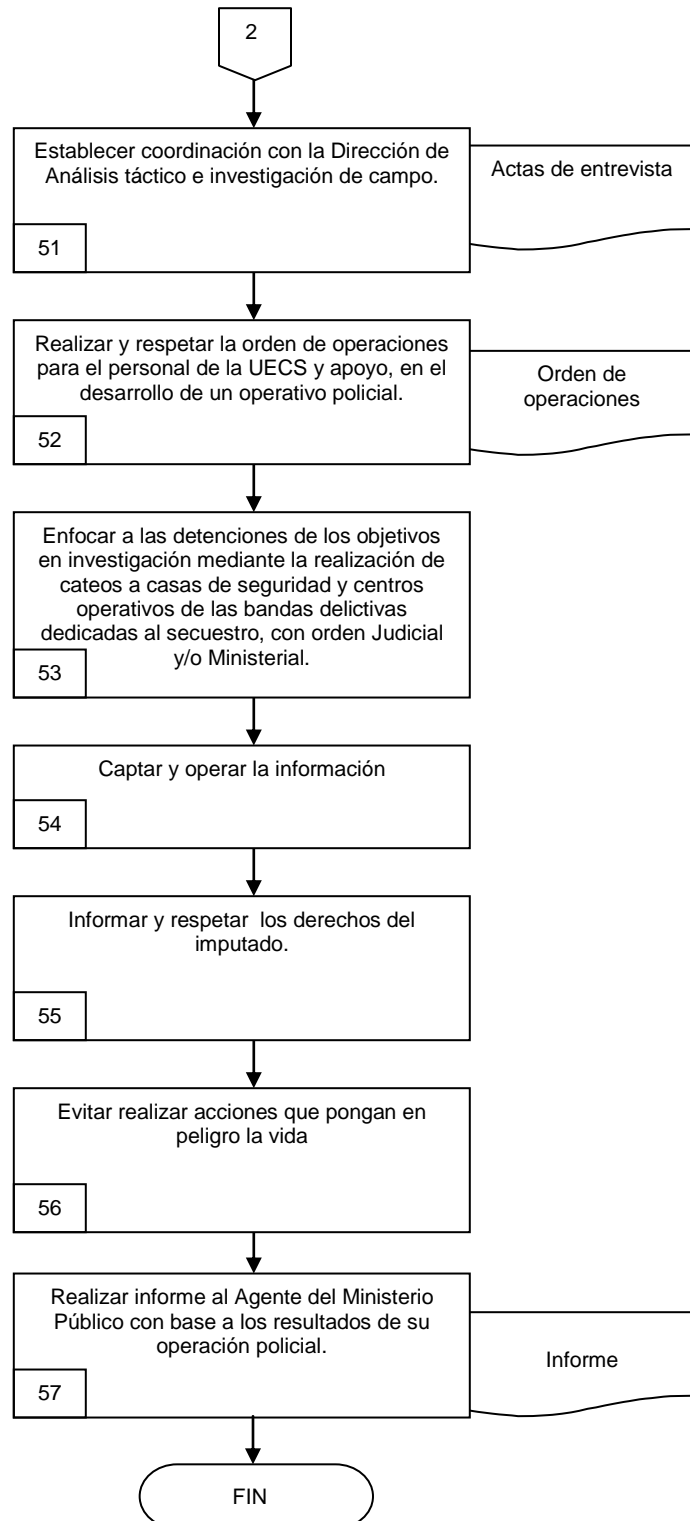 2
Establecer coordinación con la Dirección de
Análisis táctico e investigación de campo.
Actas de entrevista
51
Realizar y respetar la orden de operaciones
para el personal de la UECS y apoyo, en el
desarrollo de un operativo policial.
Orden de
operaciones
52
Enfocar a las detenciones de los objetivos
en investigación mediante la realización de
cateos a casas de seguridad y centros
operativos de las bandas delictivas
dedicadas al secuestro, con orden Judicial
y/o Ministerial.
53
Captar y operar la información
54
Informar y respetar  los derechos del
imputado.
55
Evitar realizar acciones que pongan en
peligro la vida
56
Realizar informe al Agente del Ministerio
Público con base a los resultados de su
operación policial.
Informe
57
FIN